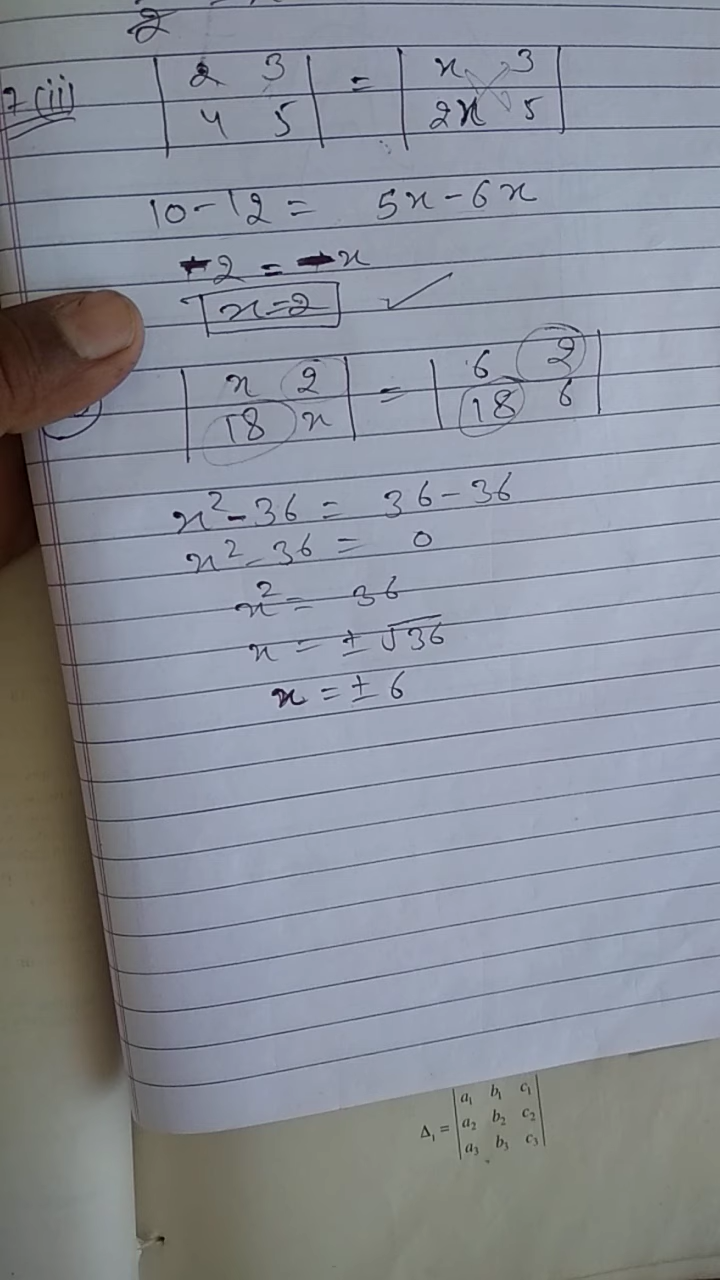 2
7(ii) | 2 3 | = | x 3 |
| 4 5 | | 2x 5 |
10-12 = 5x-6x
-2 = -x
x=2 ✓
| x 2 | = | 6 2 |
| 18 x | | 18 6 |
x²-36 = 36-36
x²-36 = 0
x² = 36
x = ±√36
x = ±6
Δ₁ = | a₁ b₁ c₁ |
| a₂ b₂ c₂ |
| a₃ b₃ c₃ |